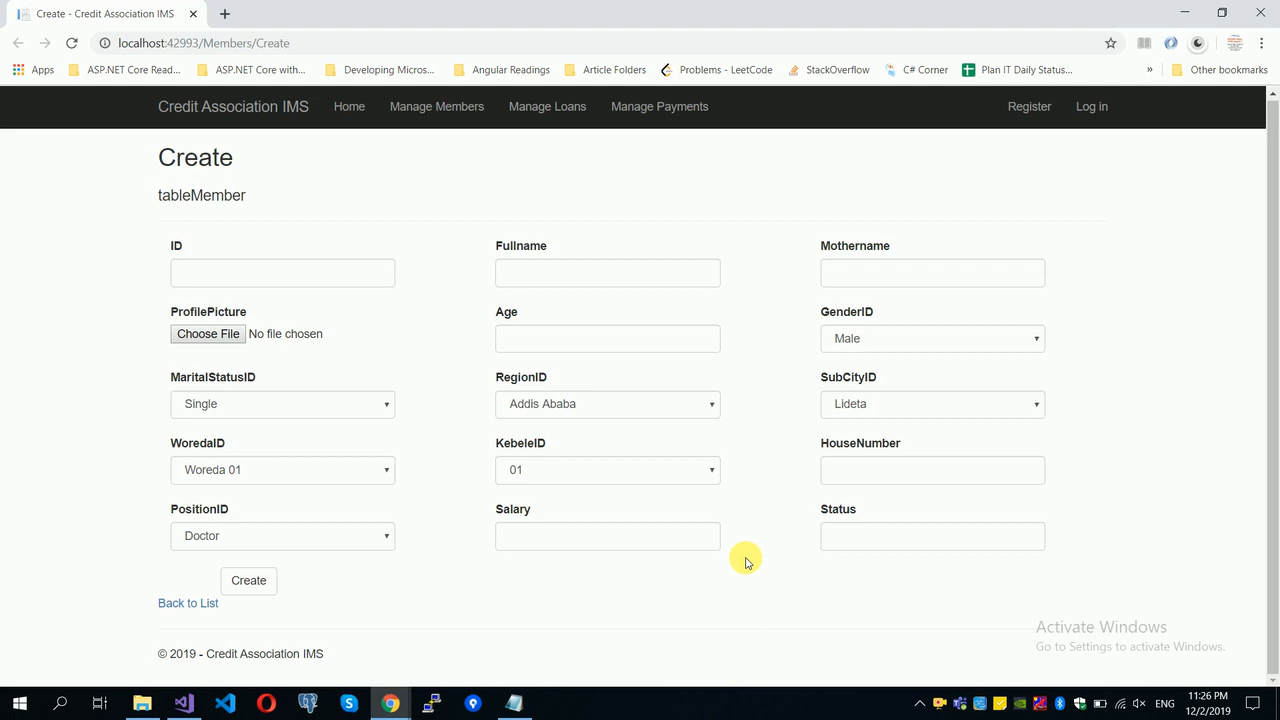 Create - Credit Association IMS
localhost:42993/Members/Create
Apps ASP.NET Core Read... ASP.NET Core with... Developing Micros... Angular Readings Article Folders Problems - LeetCode StackOverflow C# Corner Plan IT Daily Status... » Other bookmarks
Credit Association IMS Home Manage Members Manage Loans Manage Payments Register Log in
Create
tableMember
ID Fullname Mothername
ProfilePicture Age GenderID
Choose File No file chosen Male
MaritalStatusID RegionID SubCityID
Single Addis Ababa Lideta
WoredaID KebeleID HouseNumber
Woreda 01 01
PositionID Salary Status
Doctor
Create
Back to List
Activate Windows
Go to Settings to activate Windows.
© 2019 - Credit Association IMS
ENG 11:26 PM
12/2/2019